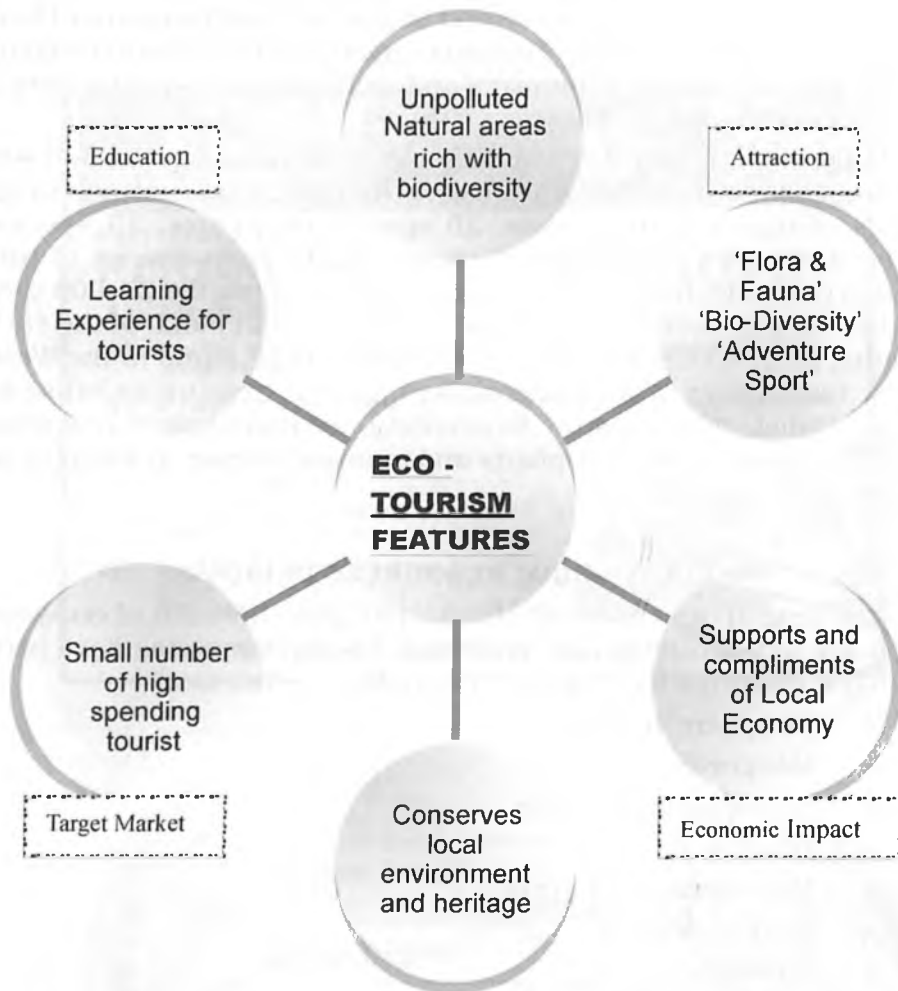 Unpolluted
Natural areas
rich with
biodiversity
Education
Attraction
Learning
Experience for
tourists
‘Flora &
Fauna’
‘Bio-Diversity’
‘Adventure
Sport’
ECO -
TOURISM
FEATURES
Small number
of high
spending
tourist
Supports and
compliments
of Local
Economy
Target Market
Economic Impact
Conserves
local
environment
and heritage